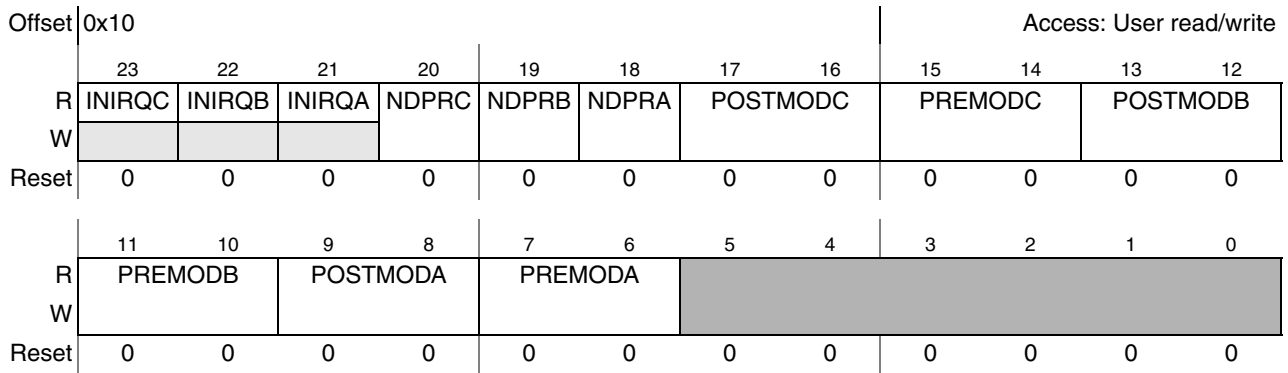 Offset 0x10 Access: User read/write
23 22 21 20 19 18 17 16 15 14 13 12
R INIRQC INIRQB INIRQA NDPRC NDPRB NDPRA POSTMODC PREMODC POSTMODB
W
Reset 0 0 0 0 0 0 0 0 0 0 0 0
11 10 9 8 7 6 5 4 3 2 1 0
R PREMODB POSTMODA PREMODA
W
Reset 0 0 0 0 0 0 0 0 0 0 0 0